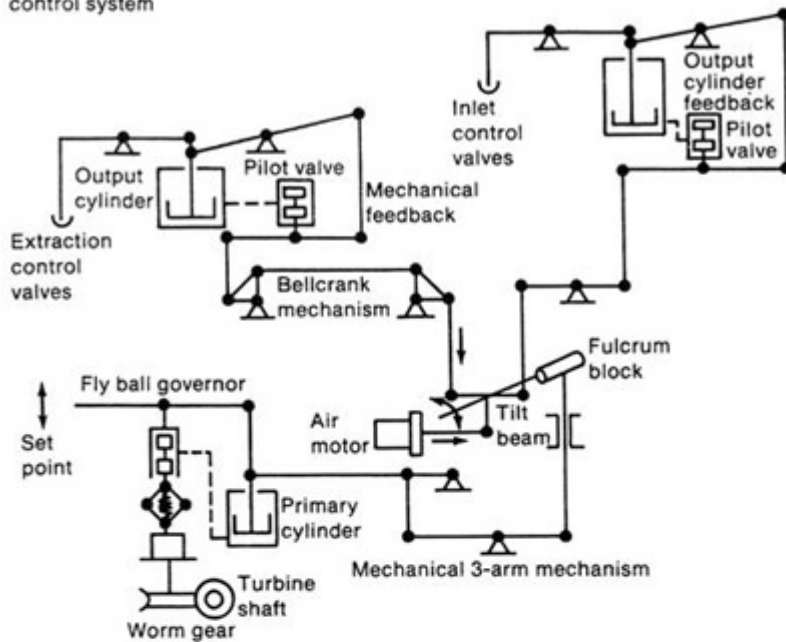 control system
Output
cylinder
feedback
Pilot
valve
Inlet
control
valves
Output
cylinder
Pilot valve
Mechanical
feedback
Extraction
control
valves
Bellcrank
mechanism
Fulcrum
block
Fly ball governor
Set
point
Air
motor
Tilt
beam
Primary
cylinder
Mechanical 3-arm mechanism
Turbine
shaft
Worm gear